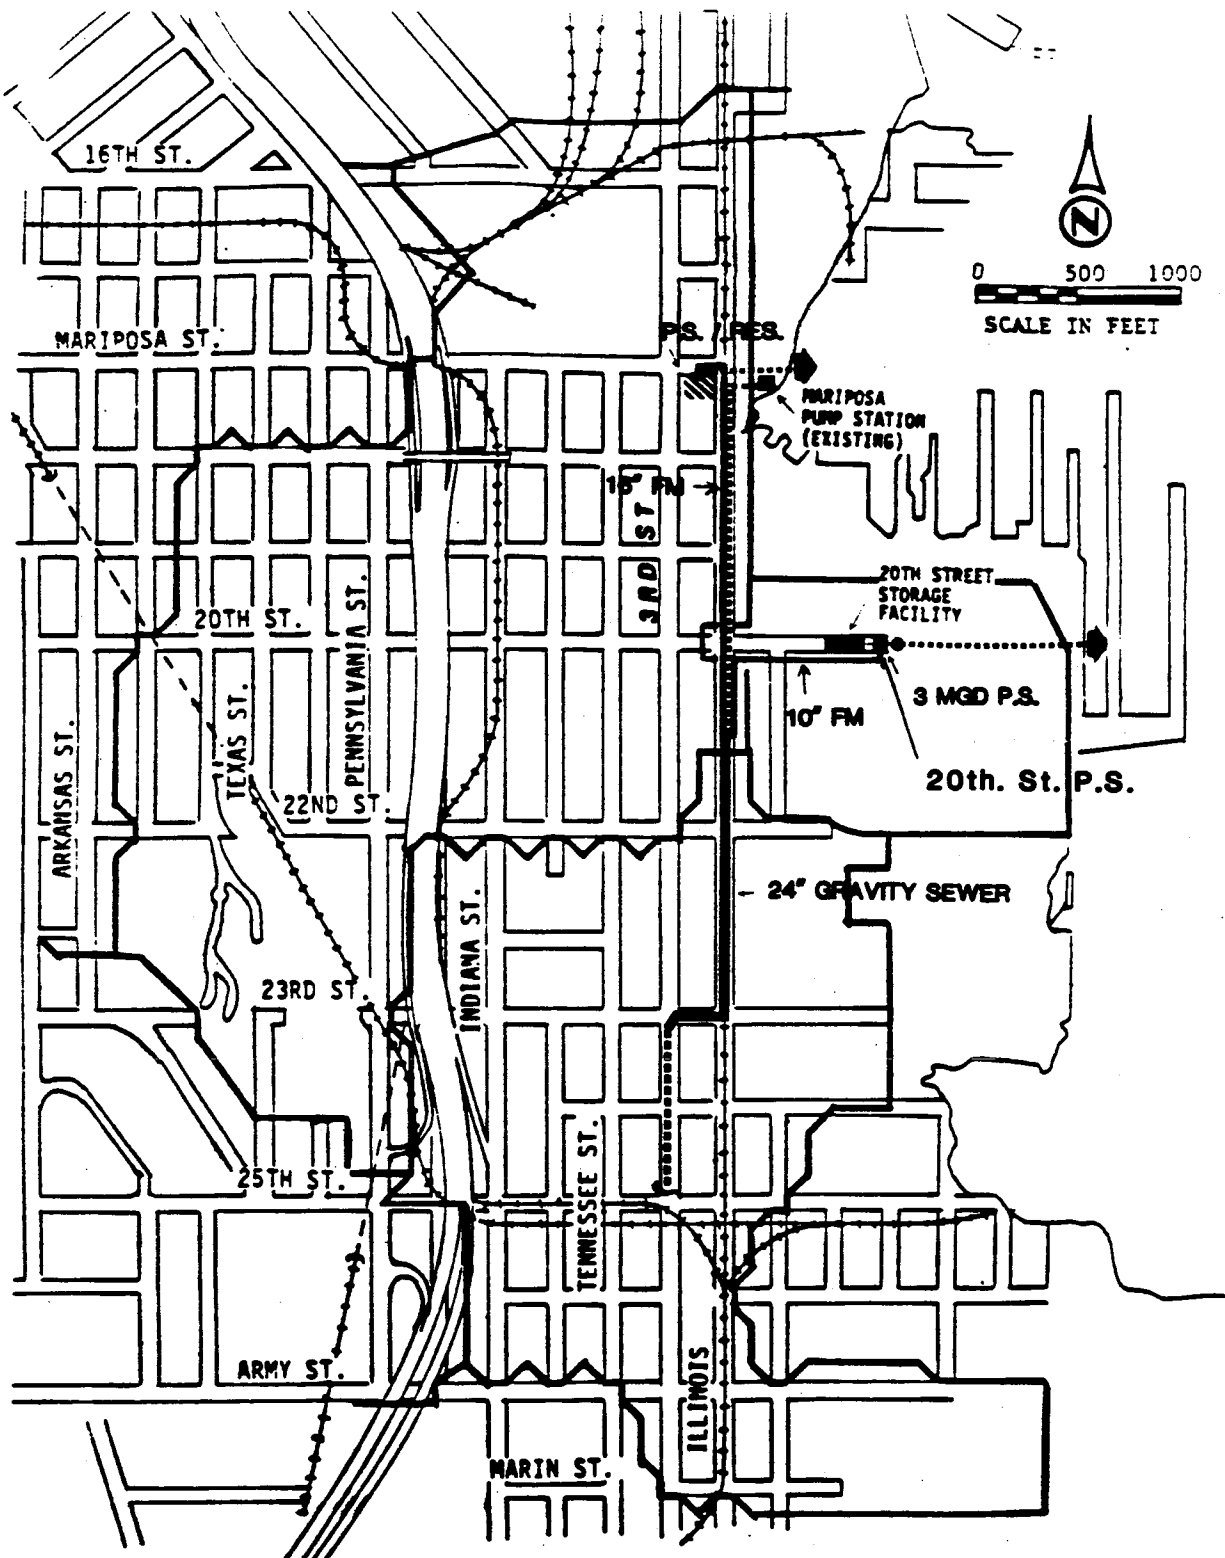 16TH ST.
N
0 500 1000
SCALE IN FEET
MARIPOSA ST.
P.S. / RES.
MARIPOSA
PUMP STATION
(EXISTING)
FM
3RD ST
20TH STREET
STORAGE
FACILITY
20TH ST.
PENNSYLVANIA ST.
TEXAS ST.
ARKANSAS ST.
3 MGD P.S.
10" FM
20th. St. P.S.
22ND ST.
24" GRAVITY SEWER
INDIANA ST.
23RD ST.
25TH ST.
TENNESSEE ST.
ARMY ST.
ILLINOIS
MARIN ST.